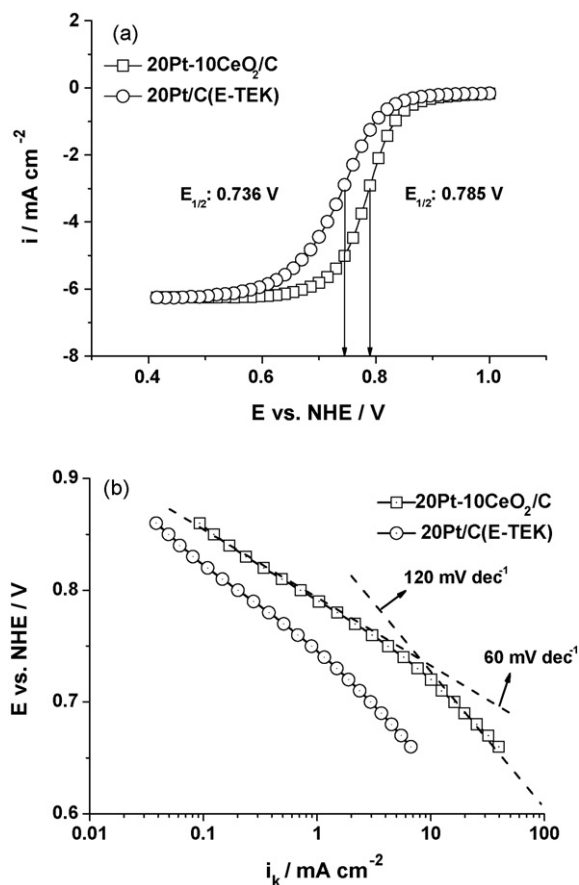 (a)
20Pt-10CeO₂/C
20Pt/C(E-TEK)
0
-2
-4
-6
-8
E₁/₂: 0.736 V
E₁/₂: 0.785 V
0.4
0.6
0.8
1.0
i / mA cm⁻²
E vs. NHE / V
(b)
20Pt-10CeO₂/C
20Pt/C(E-TEK)
120 mV dec⁻¹
60 mV dec⁻¹
0.9
0.8
0.7
0.6
0.01
0.1
1
10
100
E vs. NHE / V
iₖ / mA cm⁻²